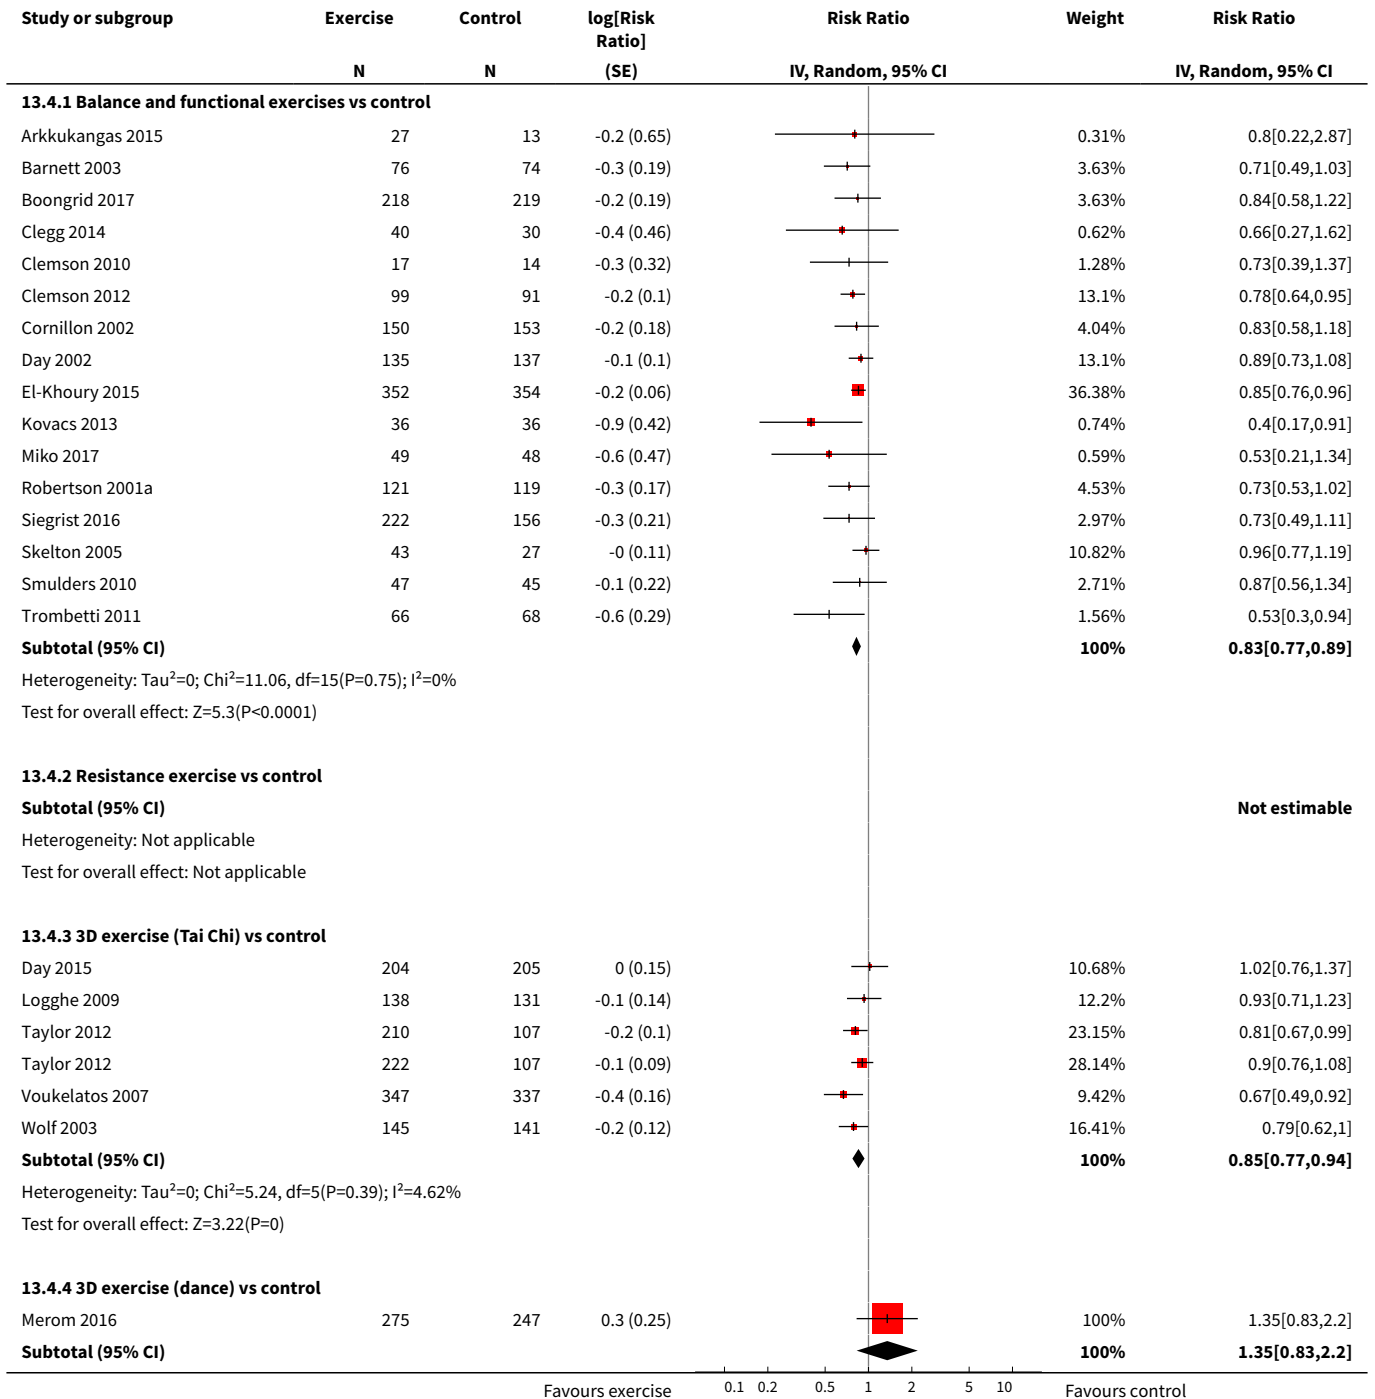 Study or subgroup Exercise Control log[Risk Risk Ratio Weight Risk Ratio
Ratio]
N N (SE) IV, Random, 95% CI IV, Random, 95% CI
13.4.1 Balance and functional exercises vs control
Arkkukangas 2015 27 13 -0.2 (0.65) 0.31% 0.8[0.22,2.87]
Barnett 2003 76 74 -0.3 (0.19) 3.63% 0.71[0.49,1.03]
Boongrid 2017 218 219 -0.2 (0.19) 3.63% 0.84[0.58,1.22]
Clegg 2014 40 30 -0.4 (0.46) 0.62% 0.66[0.27,1.62]
Clemson 2010 17 14 -0.3 (0.32) 1.28% 0.73[0.39,1.37]
Clemson 2012 99 91 -0.2 (0.1) 13.1% 0.78[0.64,0.95]
Cornillon 2002 150 153 -0.2 (0.18) 4.04% 0.83[0.58,1.18]
Day 2002 135 137 -0.1 (0.1) 13.1% 0.89[0.73,1.08]
El-Khoury 2015 352 354 -0.2 (0.06) 36.38% 0.85[0.76,0.96]
Kovacs 2013 36 36 -0.9 (0.42) 0.74% 0.4[0.17,0.91]
Miko 2017 49 48 -0.6 (0.47) 0.59% 0.53[0.21,1.34]
Robertson 2001a 121 119 -0.3 (0.17) 4.53% 0.73[0.53,1.02]
Siegrist 2016 222 156 -0.3 (0.21) 2.97% 0.73[0.49,1.11]
Skelton 2005 43 27 -0 (0.11) 10.82% 0.96[0.77,1.19]
Smulders 2010 47 45 -0.1 (0.22) 2.71% 0.87[0.56,1.34]
Trombetti 2011 66 68 -0.6 (0.29) 1.56% 0.53[0.3,0.94]
Subtotal (95% CI) 100% 0.83[0.77,0.89]
Heterogeneity: Tau²=0; Chi²=11.06, df=15(P=0.75); I²=0%
Test for overall effect: Z=5.3(P<0.0001)
13.4.2 Resistance exercise vs control
Subtotal (95% CI) Not estimable
Heterogeneity: Not applicable
Test for overall effect: Not applicable
13.4.3 3D exercise (Tai Chi) vs control
Day 2015 204 205 0 (0.15) 10.68% 1.02[0.76,1.37]
Logghe 2009 138 131 -0.1 (0.14) 12.2% 0.93[0.71,1.23]
Taylor 2012 210 107 -0.2 (0.1) 23.15% 0.81[0.67,0.99]
Taylor 2012 222 107 -0.1 (0.09) 28.14% 0.9[0.76,1.08]
Voukelatos 2007 347 337 -0.4 (0.16) 9.42% 0.67[0.49,0.92]
Wolf 2003 145 141 -0.2 (0.12) 16.41% 0.79[0.62,1]
Subtotal (95% CI) 100% 0.85[0.77,0.94]
Heterogeneity: Tau²=0; Chi²=5.24, df=5(P=0.39); I²=4.62%
Test for overall effect: Z=3.22(P=0)
13.4.4 3D exercise (dance) vs control
Merom 2016 275 247 0.3 (0.25) 100% 1.35[0.83,2.2]
Subtotal (95% CI) 100% 1.35[0.83,2.2]
Favours exercise 0.1 0.2 0.5 1 2 5 10 Favours control